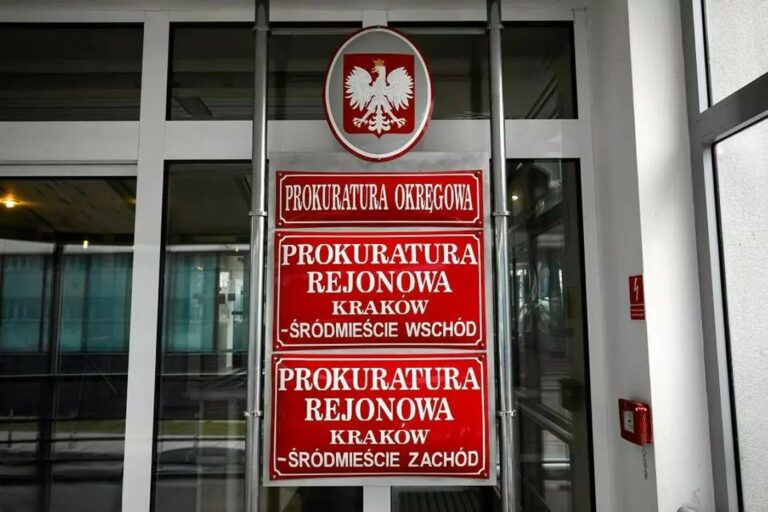 PROKURATURA OKRĘGOWA
PROKURATURA
REJONOWA
KRAKÓW
-ŚRÓDMIEŚCIE WSCHÓD
PROKURATURA
REJONOWA
KRAKÓW
-ŚRÓDMIEŚCIE ZACHÓD